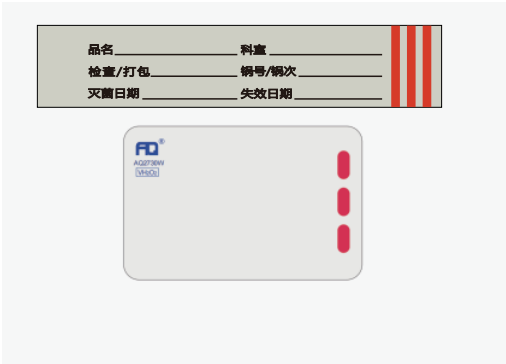 品名 科室
检查/打包 锅号/锅次
灭菌日期 失效日期
AQ®
AQ2730W
VH2O2